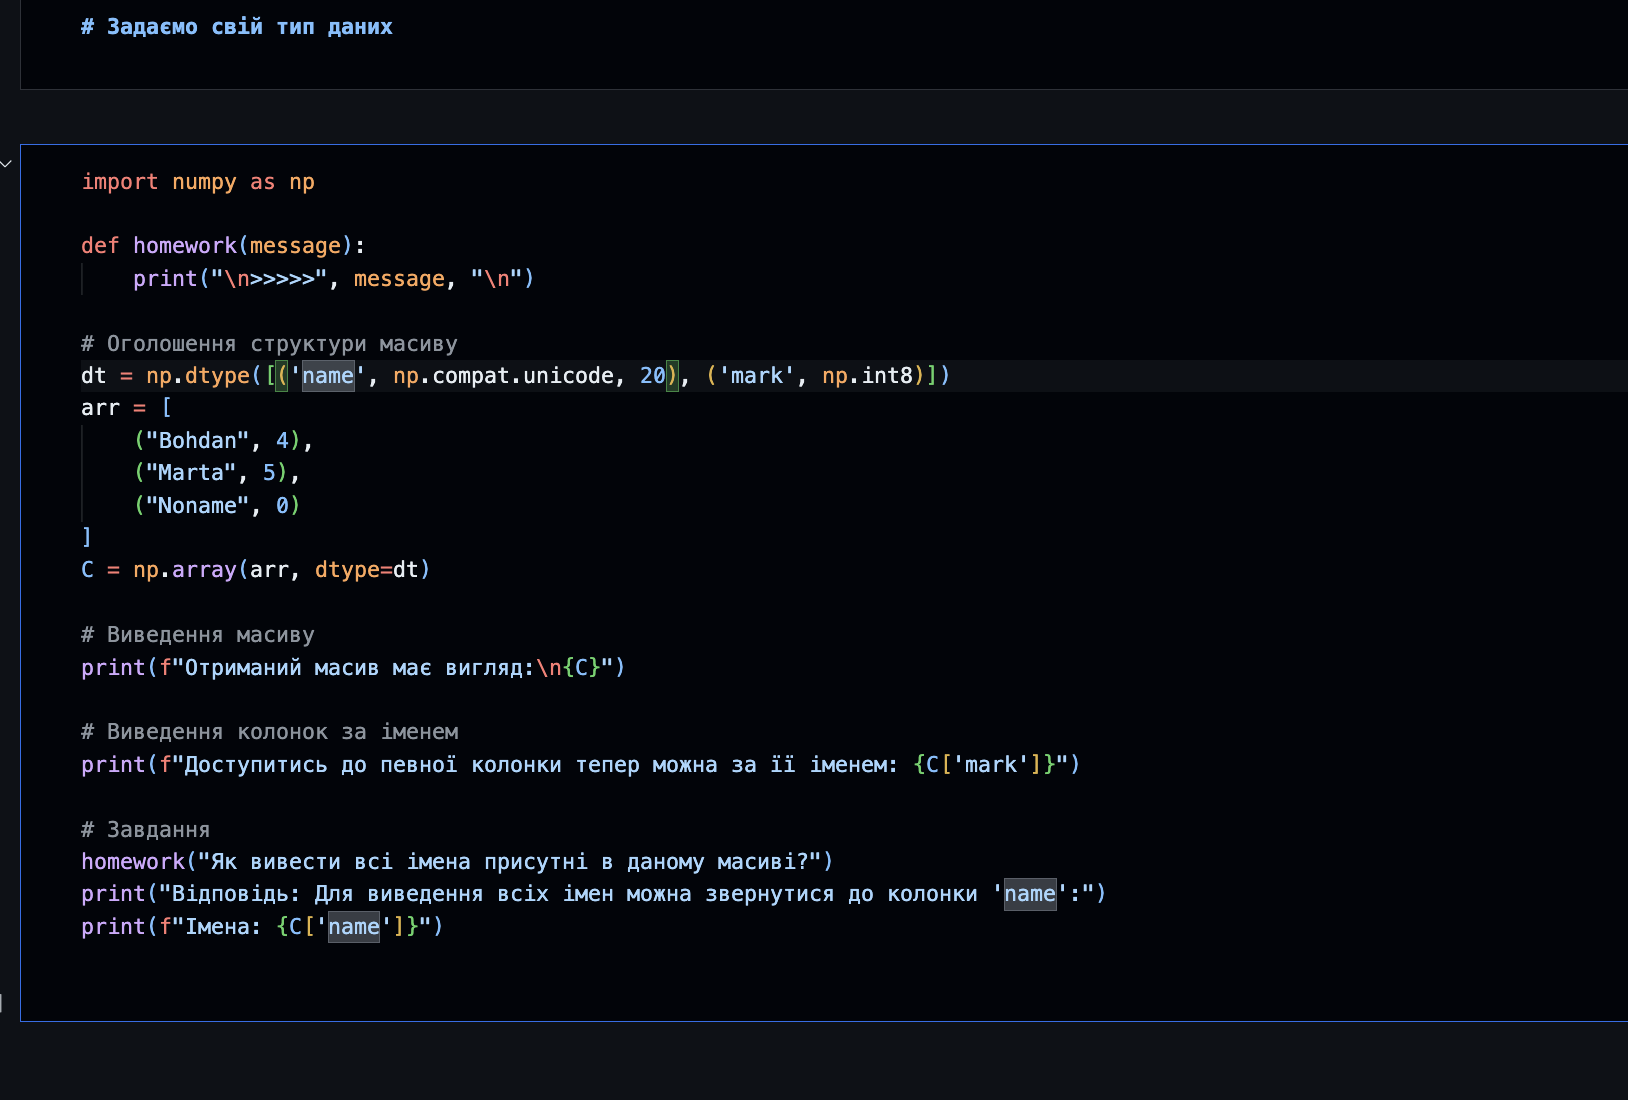 # Задаємо свій тип даних
import numpy as np
def homework(message):
    print("\n>>>>>", message, "\n")
# Оголошення структури масиву
dt = np.dtype([('name', np.compat.unicode, 20), ('mark', np.int8)])
arr = [
    ("Bohdan", 4),
    ("Marta", 5),
    ("Noname", 0)
]
C = np.array(arr, dtype=dt)
# Виведення масиву
print(f"Отриманий масив має вигляд:\n{C}")
# Виведення колонок за іменем
print(f"Доступитись до певної колонки тепер можна за її іменем: {C['mark']}")
# Завдання
homework("Як вивести всі імена присутні в даному масиві?")
print("Відповідь: Для виведення всіх імен можна звернутися до колонки 'name':")
print(f"Імена: {C['name']}")